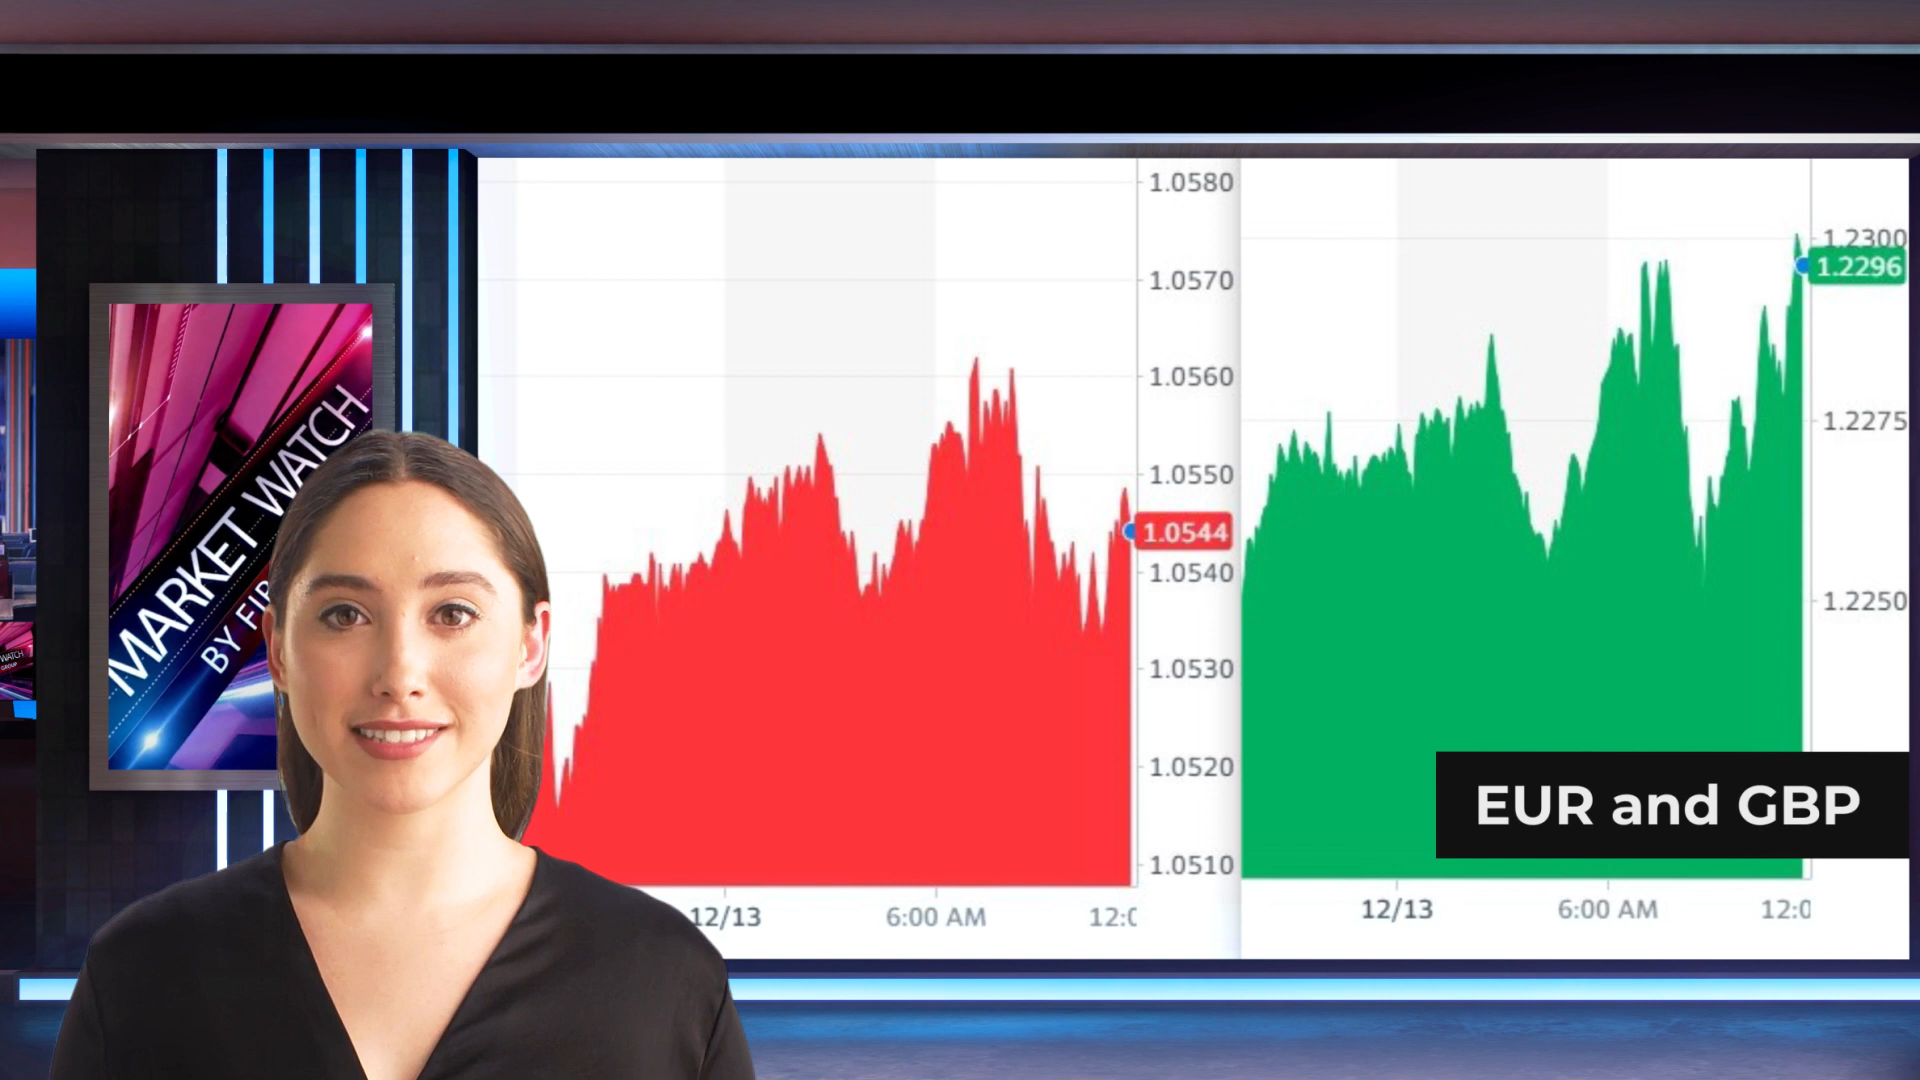 MARKET WATCH
BY
WATCH
GROUP
1.0580
1.0570
1.0560
1.0550
1.0544
1.0540
1.0530
1.0520
1.0510
12/13
6:00 AM
1.2300
1.2296
1.2275
1.2250
EUR and GBP
12/13
6:00 AM